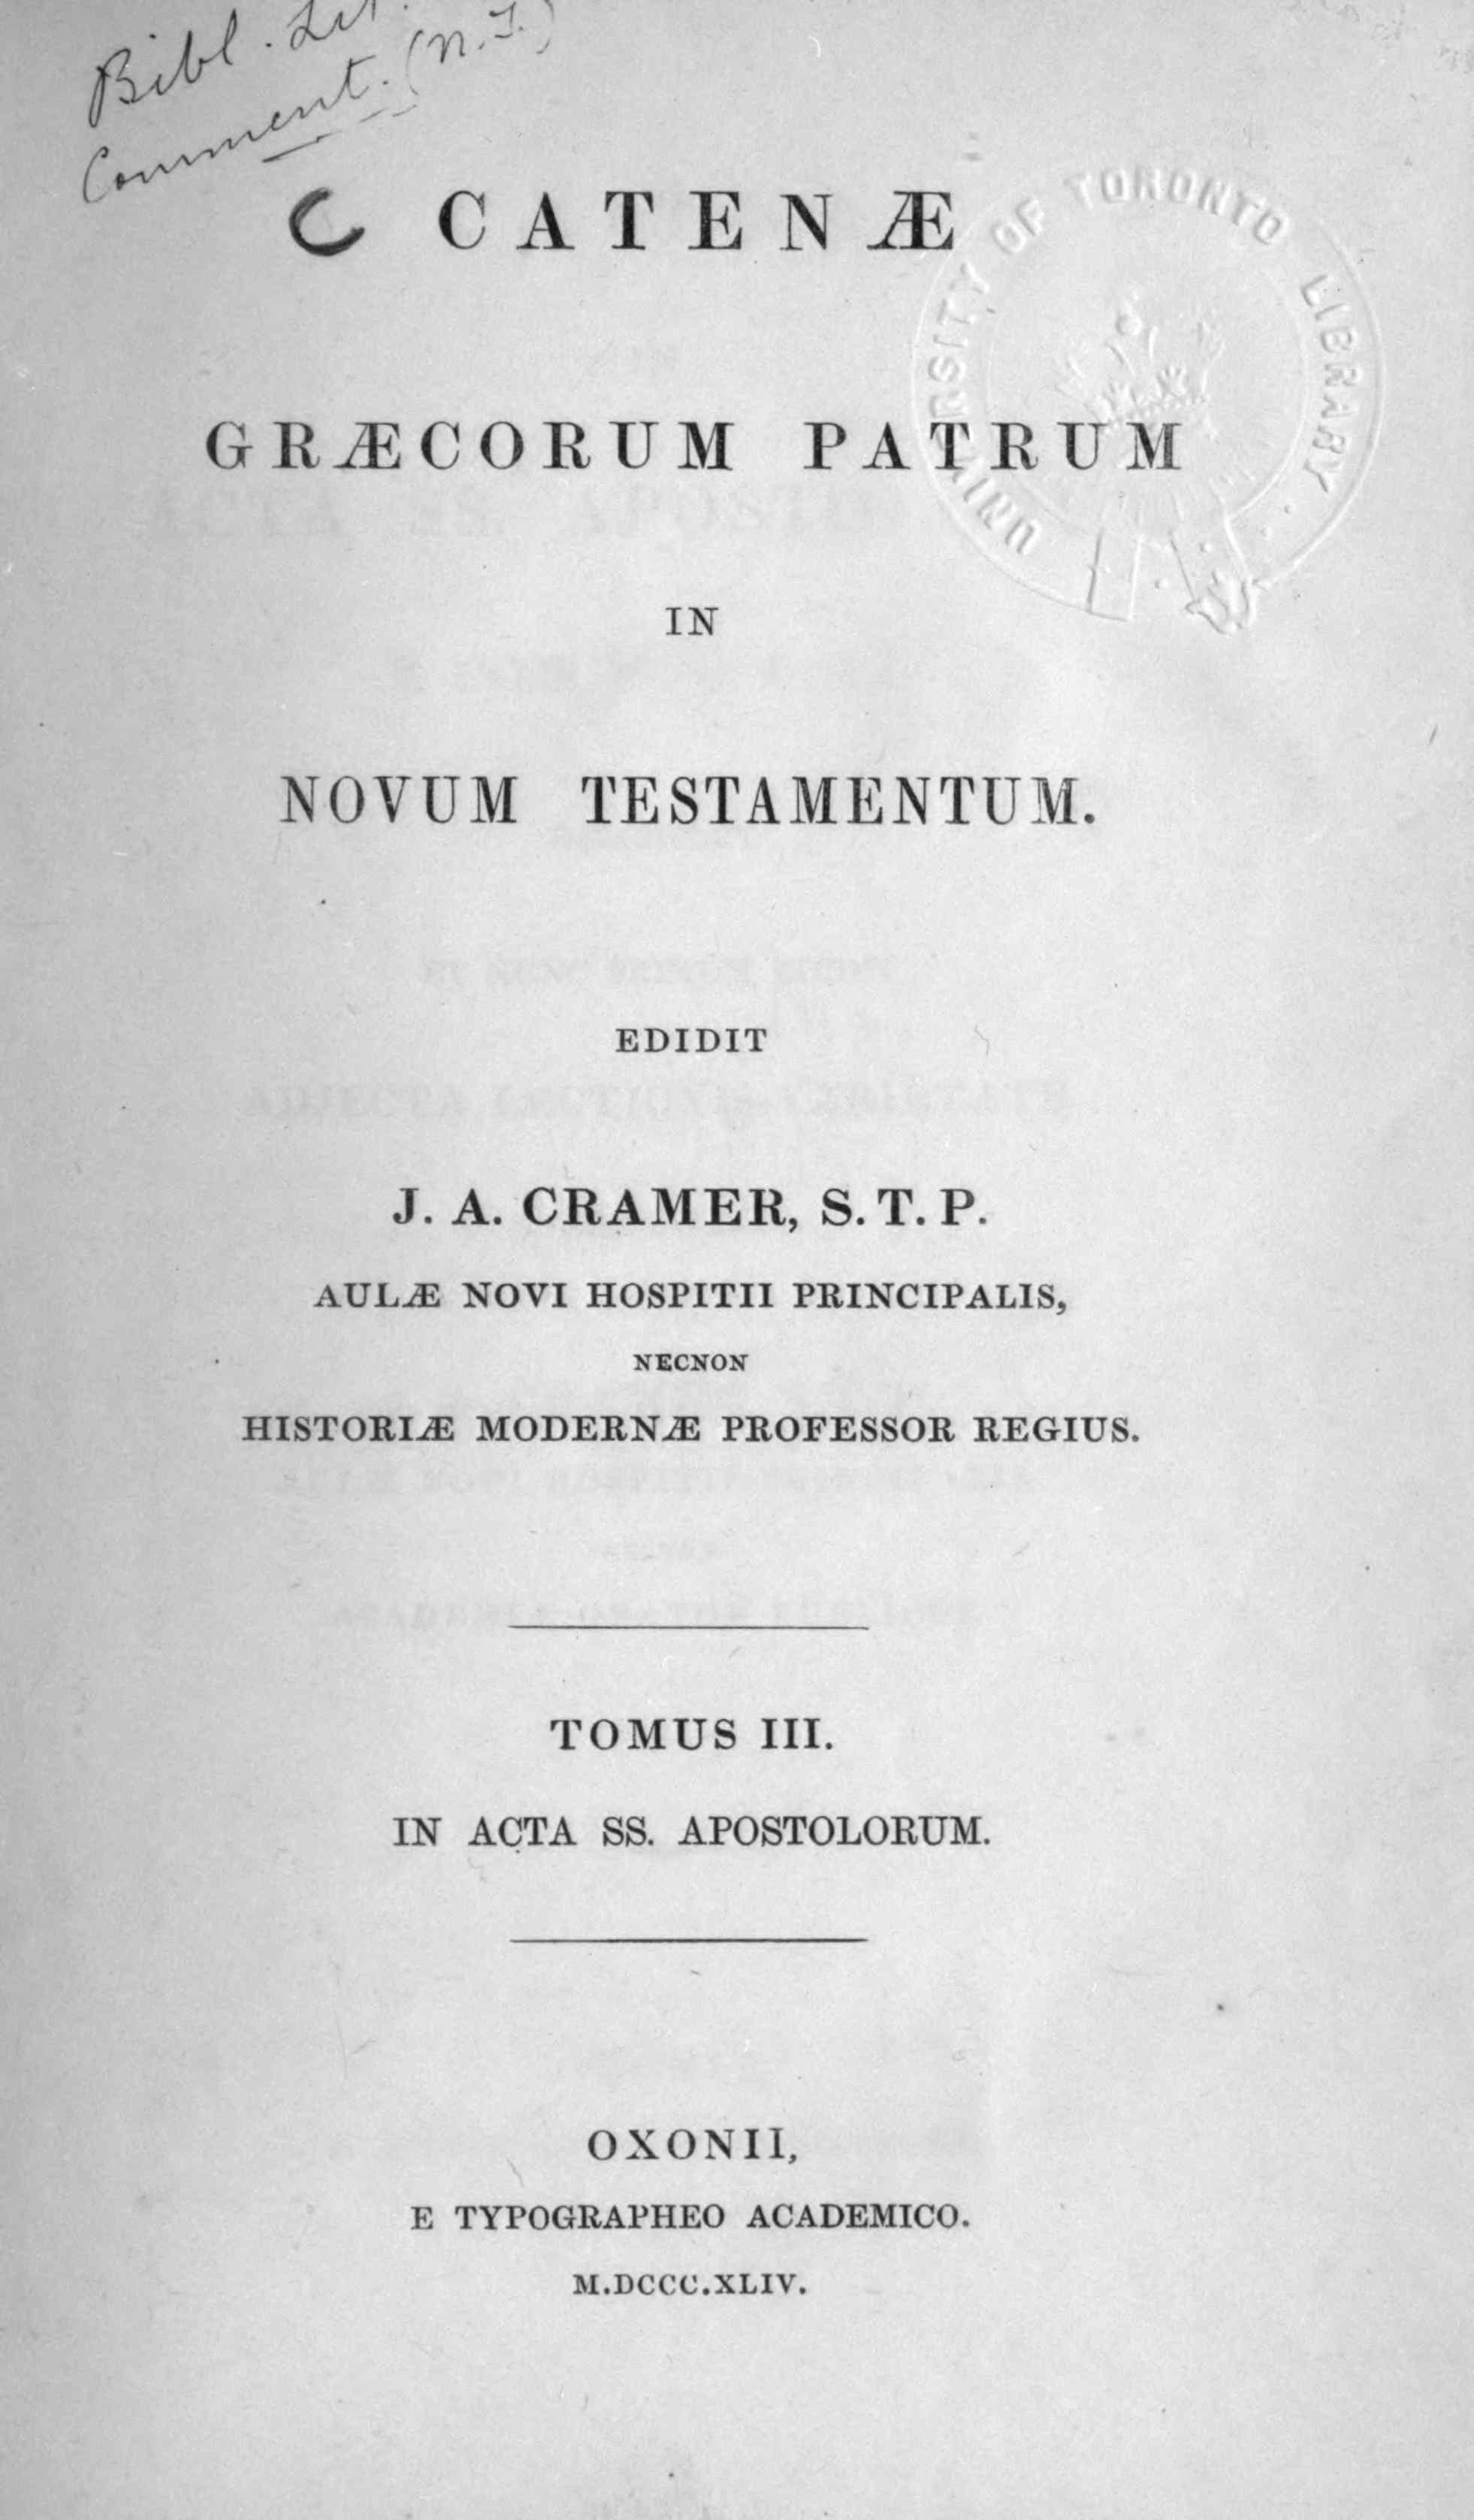 Bibl. Lit.
Comment. (N.T.)
C CATENÆ
UNIVERSITY OF TORONTO LIBRARY
GRÆCORUM PATRUM
IN
NOVUM TESTAMENTUM.
EDIDIT
J. A. CRAMER, S. T. P.
AULÆ NOVI HOSPITII PRINCIPALIS,
NECNON
HISTORIÆ MODERNÆ PROFESSOR REGIUS.
TOMUS III.
IN ACTA SS. APOSTOLORUM.
OXONII,
E TYPOGRAPHEO ACADEMICO.
M.DCCC.XLIV.